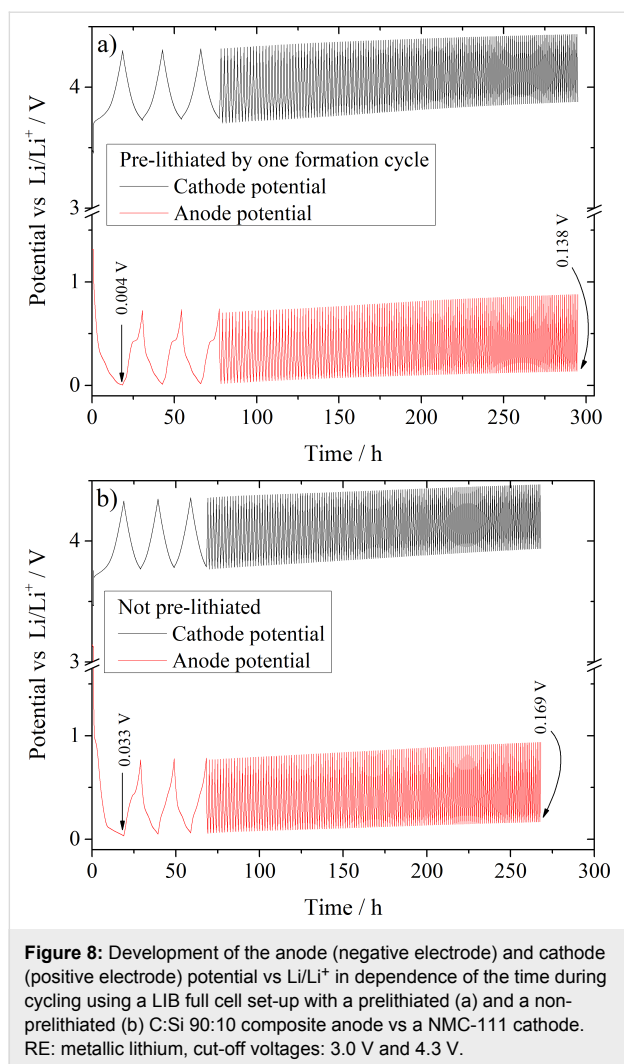 a)
4
3
1
0
Potential vs Li/Li⁺ / V
Pre-lithiated by one formation cycle
Cathode potential
Anode potential
0.004 V
0.138 V
0 50 100 150 200 250 300
Time / h
b)
4
3
1
0
Potential vs Li/Li⁺ / V
Not pre-lithiated
Cathode potential
Anode potential
0.033 V
0.169 V
0 50 100 150 200 250 300
Time / h
Figure 8: Development of the anode (negative electrode) and cathode
(positive electrode) potential vs Li/Li⁺ in dependence of the time during
cycling using a LIB full cell set-up with a prelithiated (a) and a non-
prelithiated (b) C:Si 90:10 composite anode vs a NMC-111 cathode.
RE: metallic lithium, cut-off voltages: 3.0 V and 4.3 V.